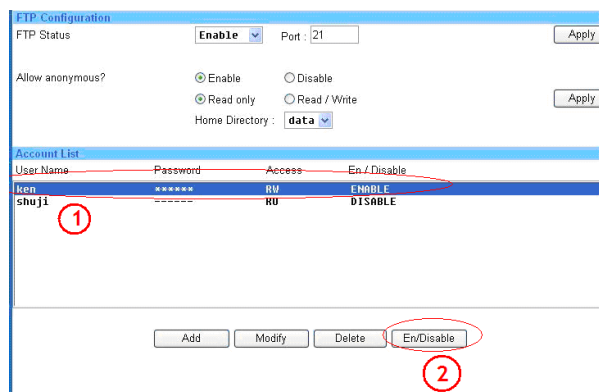 FTP Configuration
FTP Status Enable Port : 21 Apply
Allow anonymous? Enable Disable
Read only Read / Write Apply
Home Directory : data
Account List
User Name Password Access En / Disable
ken ****** RW ENABLE
shuji ------ RU DISABLE
1
Add Modify Delete En/Disable
2